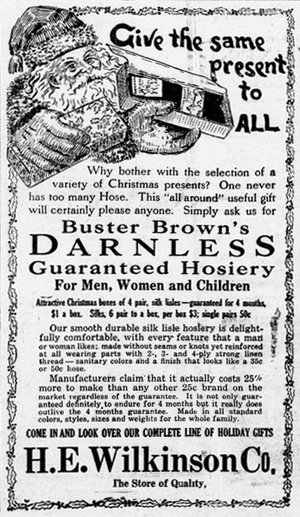 Give the same
present
to
ALL
Why bother with the selection of a
variety of Christmas presents? One never
has too many Hose. This "all around" useful gift
will certainly please anyone. Simply ask us for
Buster Brown's
DARNLESS
Guaranteed Hosiery
For Men, Women and Children
Attractive Christmas boxes of 4 pair, silk lisles—guaranteed for 4 months,
$1 a box. Silks, 6 pair to a box, per box $3; single pairs 50c
Our smooth durable silk lisle hosiery is delight-
fully comfortable, with every feature that a man
or woman likes; made without seams or knots yet reinforced
at all wearing parts with 2-, 3- and 4-ply strong linen
thread—sanitary colors and a finish that looks like a 35c
or 50c hose.
Manufacturers claim that it actually costs 25%
more to make than any other 25c brand on the
market regardless of the guarantee. It is not only guar-
anteed definitely to endure for 4 months but it really does
outlive the 4 months guarantee. Made in all standard
colors, styles, sizes and weights for the whole family.
COME IN AND LOOK OVER OUR COMPLETE LINE OF HOLIDAY GIFTS
H.E. Wilkinson Co.
The Store of Quality,